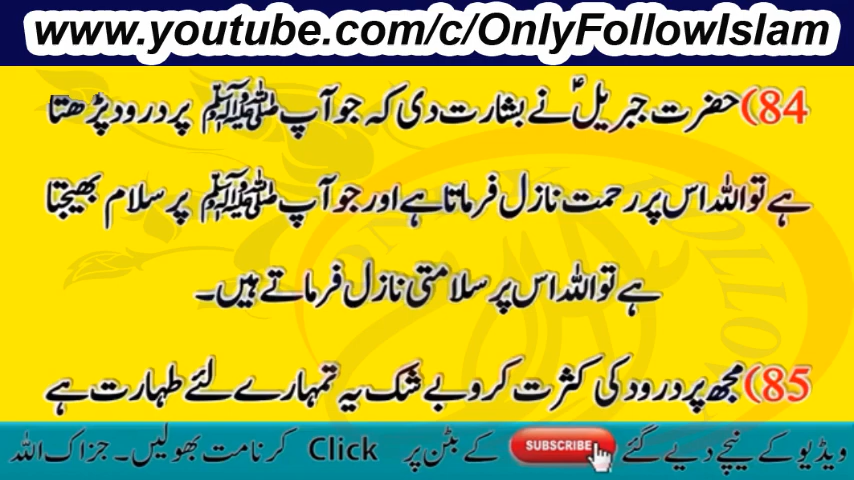 www.youtube.com/c/OnlyFollowIslam
84) حضرت جبریلؑ نے بشارت دی کہ جو آپ ﷺ پر درود پڑھتا
ہے تو اللہ اس پر رحمت نازل فرماتا ہے اور جو آپ ﷺ پر سلام بھیجتا
ہے تو اللہ اس پر سلامتی نازل فرماتے ہیں۔
85) مجھ پر درود کی کثرت کرو بے شک یہ تمہارے لئے طہارت ہے
ویڈیو کے نیچے دیے گئے SUBSCRIBE کے بٹن پر Click کرنا مت بھولیں۔ جزاک اللہ